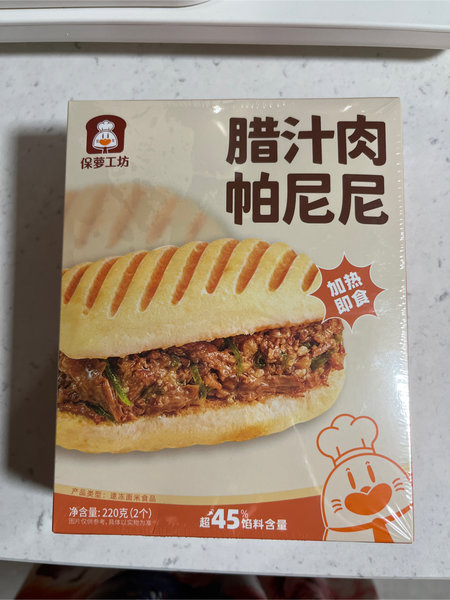 保萝工坊
腊汁肉
帕尼尼
加热
即食
产品类型：速冻面米食品
净含量：220克(2个)
图片仅供参考，具体以实物为准
超45%馅料含量